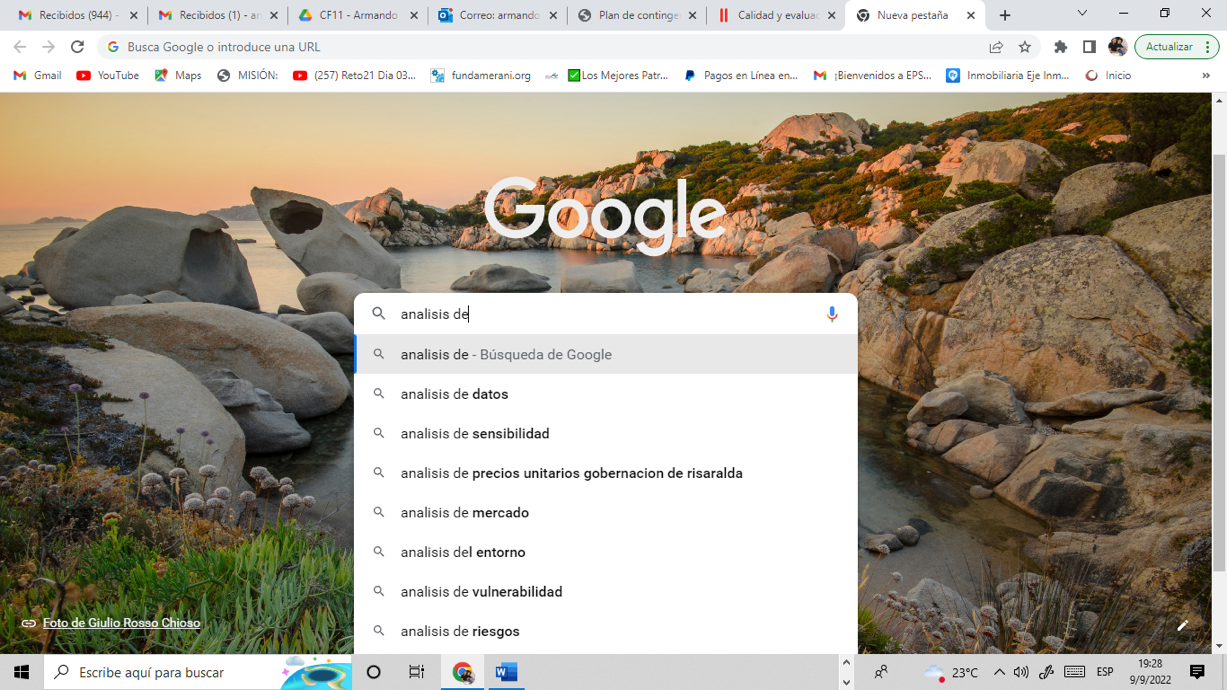 Recibidos (944) -
Recibidos (1) - ar
CF11 - Armando
Correo: armando
Plan de continge
Calidad y evaluac
Nueva pestaña
Busca Google o introduce una URL
Actualizar
Gmail
YouTube
Maps
MISIÓN:
(257) Reto21 Dia 03...
fundamerani.org
Los Mejores Patr...
Pagos en Línea en...
¡Bienvenidos a EPS...
Inmobiliaria Eje Inm...
Inicio
»
Google
analisis de
analisis de - Búsqueda de Google
analisis de datos
analisis de sensibilidad
analisis de precios unitarios gobernacion de risaralda
analisis de mercado
analisis del entorno
analisis de vulnerabilidad
analisis de riesgos
Foto de Giulio Rosso Chioso
Escribe aquí para buscar
23°C
ESP
19:28
9/9/2022